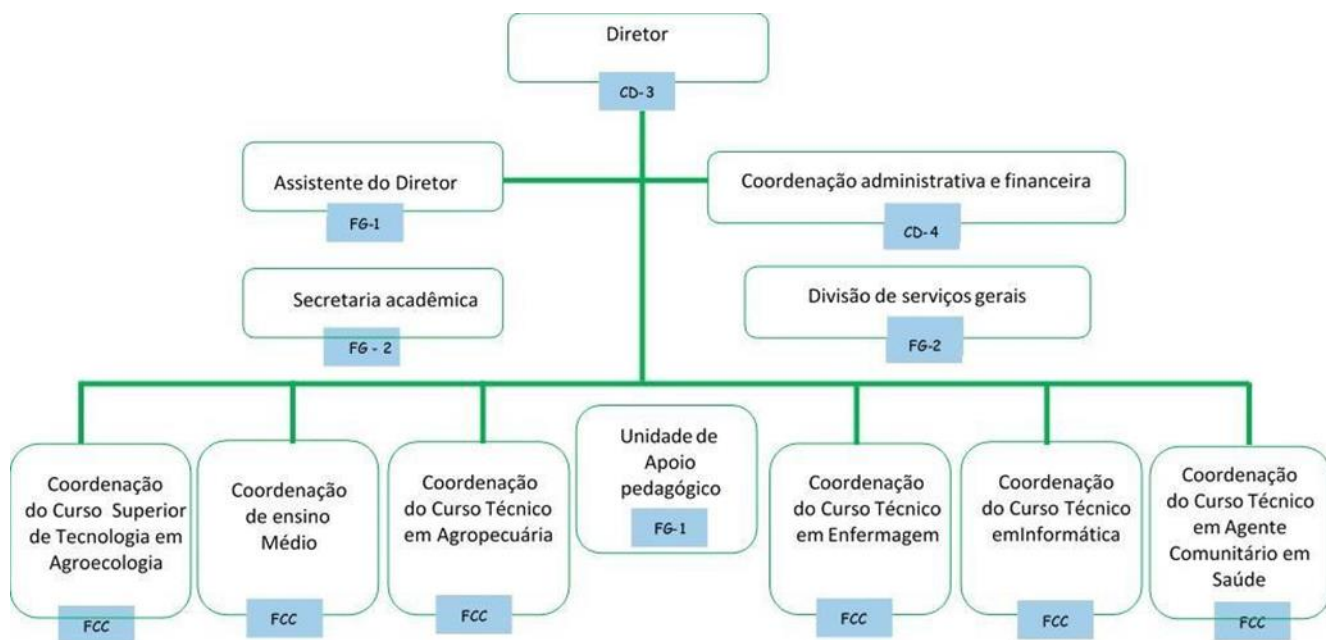 Diretor
CD-3
Assistente do Diretor
FG-1
Coordenação administrativa e financeira
CD-4
Secretaria acadêmica
FG - 2
Divisão de serviços gerais
FG-2
Coordenação
do Curso Superior
de Tecnologia em
Agroecologia
FCC
Coordenação
de ensino
Médio
FCC
Coordenação
do Curso Técnico
em Agropecuária
FCC
Unidade de
Apoio
pedagógico
FG-1
Coordenação
do Curso Técnico
em Enfermagem
FCC
Coordenação
do Curso Técnico
emInformática
FCC
Coordenação
do Curso Técnico
em Agente
Comunitário em
Saúde
FCC